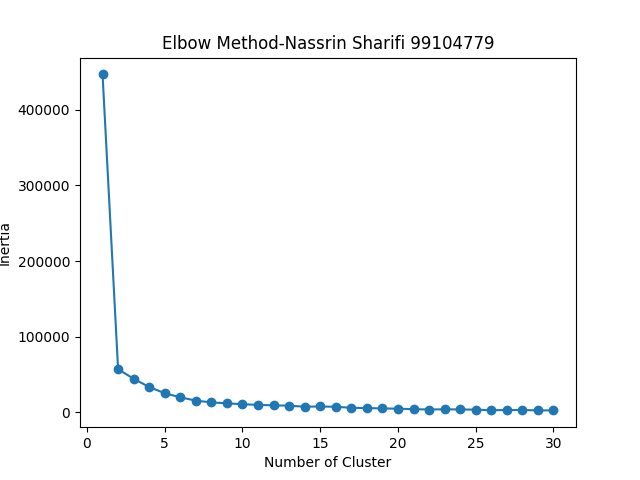 Elbow Method-Nassrin Sharifi 99104779
400000
300000
200000
100000
0
Inertia
0 5 10 15 20 25 30
Number of Cluster